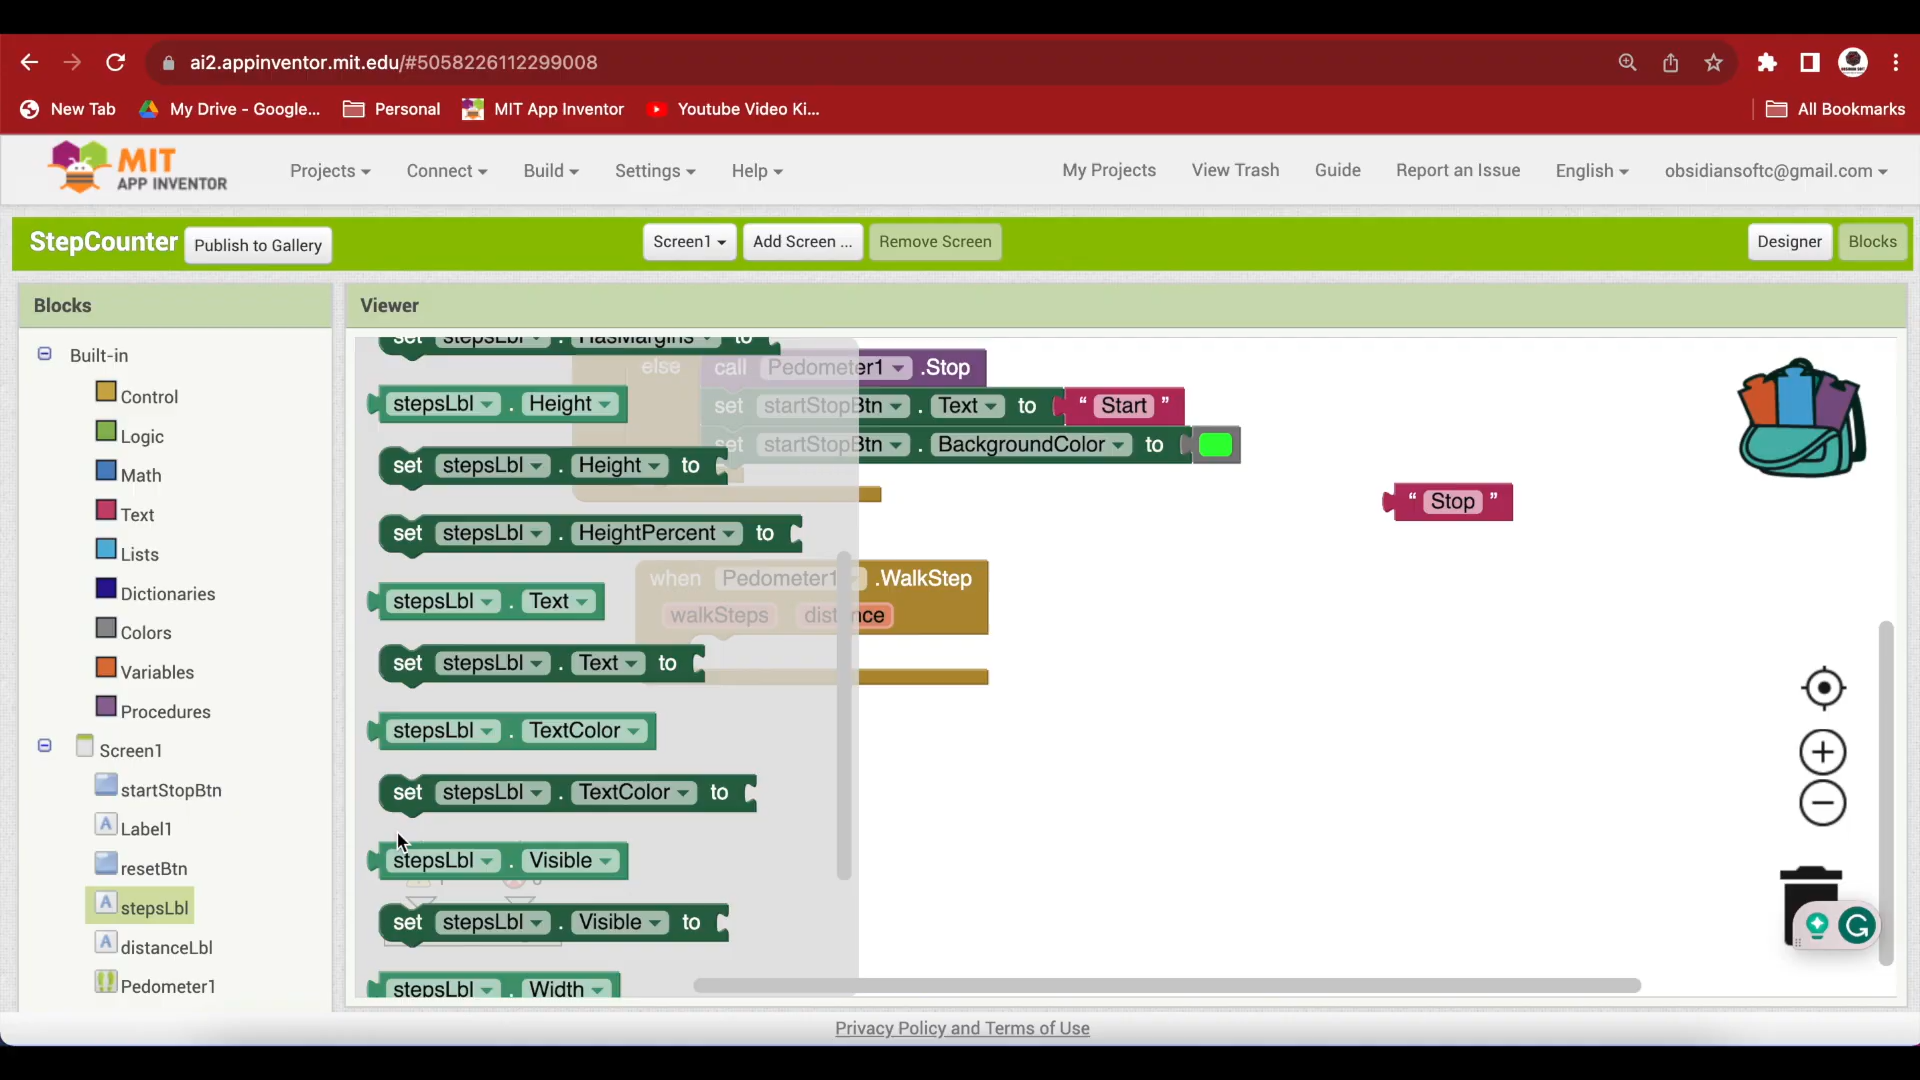 ai2.appinventor.mit.edu/#5058226112299008
New Tab
My Drive - Google...
Personal
MIT App Inventor
Youtube Video Ki...
All Bookmarks
MIT
APP INVENTOR
Projects
Connect
Build
Settings
Help
My Projects
View Trash
Guide
Report an Issue
English
obsidiansoftc@gmail.com
StepCounter
Publish to Gallery
Screen1
Add Screen ...
Remove Screen
Designer
Blocks
Blocks
Viewer
Built-in
Control
Logic
Math
Text
Lists
Dictionaries
Colors
Variables
Procedures
Screen1
startStopBtn
Label1
resetBtn
stepsLbl
distanceLbl
Pedometer1
set stepsLbl . HasMargins to
stepsLbl . Height
set stepsLbl . Height to
set stepsLbl . HeightPercent to
stepsLbl . Text
set stepsLbl . Text to
stepsLbl . TextColor
set stepsLbl . TextColor to
stepsLbl . Visible
set stepsLbl . Visible to
stepsLbl . Width
else call Pedometer1 .Stop
set startStopBtn . Text to “ Start ”
set startStopBtn . BackgroundColor to
“ Stop ”
when Pedometer1 .WalkStep
walkSteps distance
Privacy Policy and Terms of Use